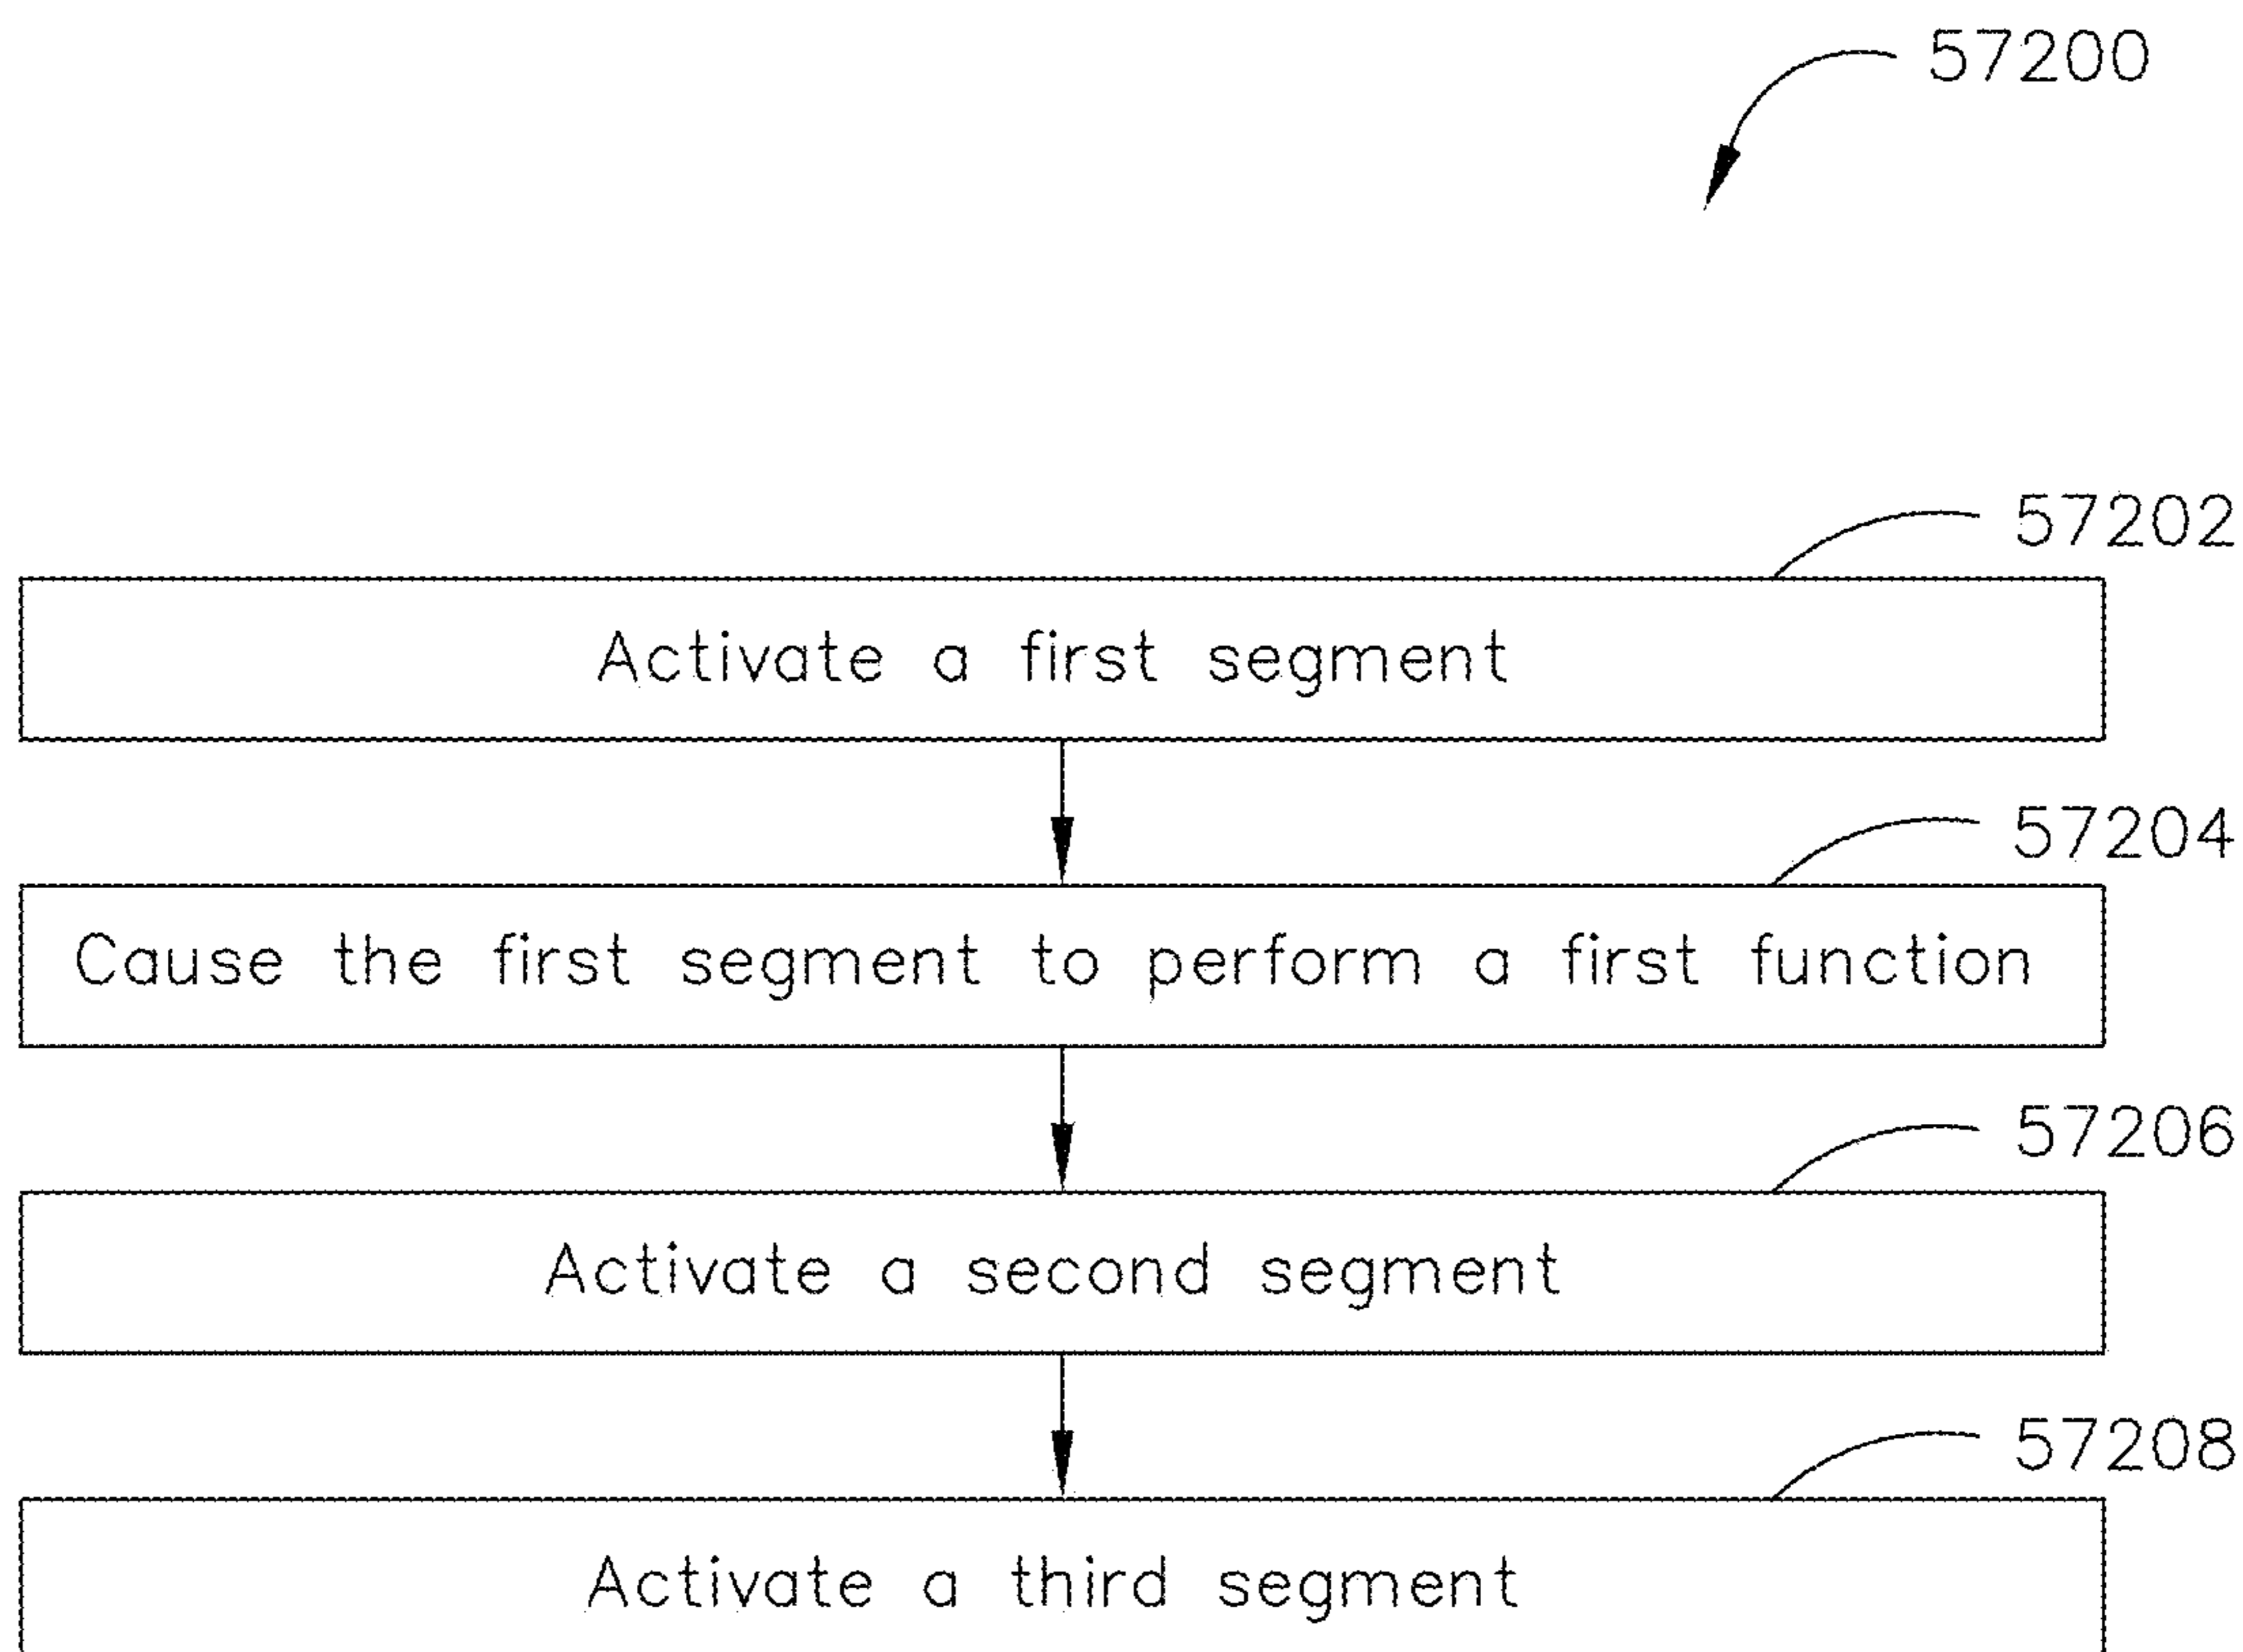 57200
57202
Activate a first segment
57204
Cause the first segment to perform a first function
57206
Activate a second segment
57208
Activate a third segment